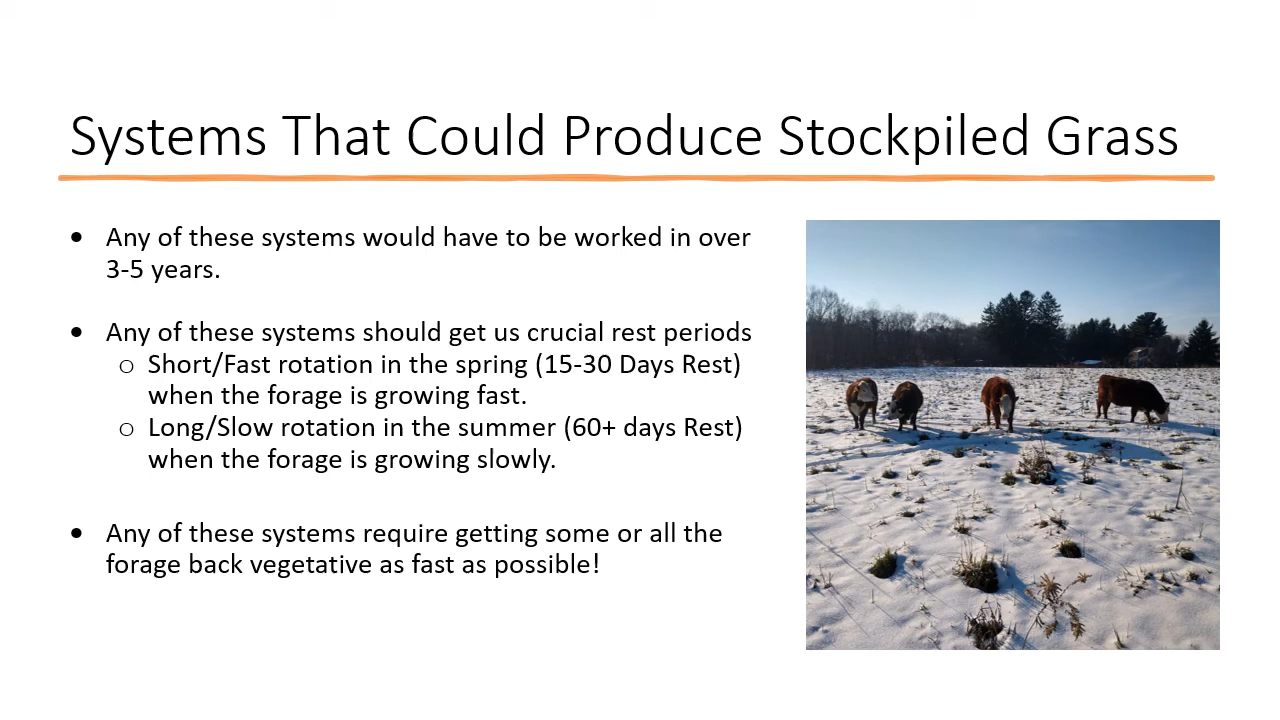 Systems That Could Produce Stockpiled Grass
• Any of these systems would have to be worked in over
3-5 years.
• Any of these systems should get us crucial rest periods
o Short/Fast rotation in the spring (15-30 Days Rest)
when the forage is growing fast.
o Long/Slow rotation in the summer (60+ days Rest)
when the forage is growing slowly.
• Any of these systems require getting some or all the
forage back vegetative as fast as possible!